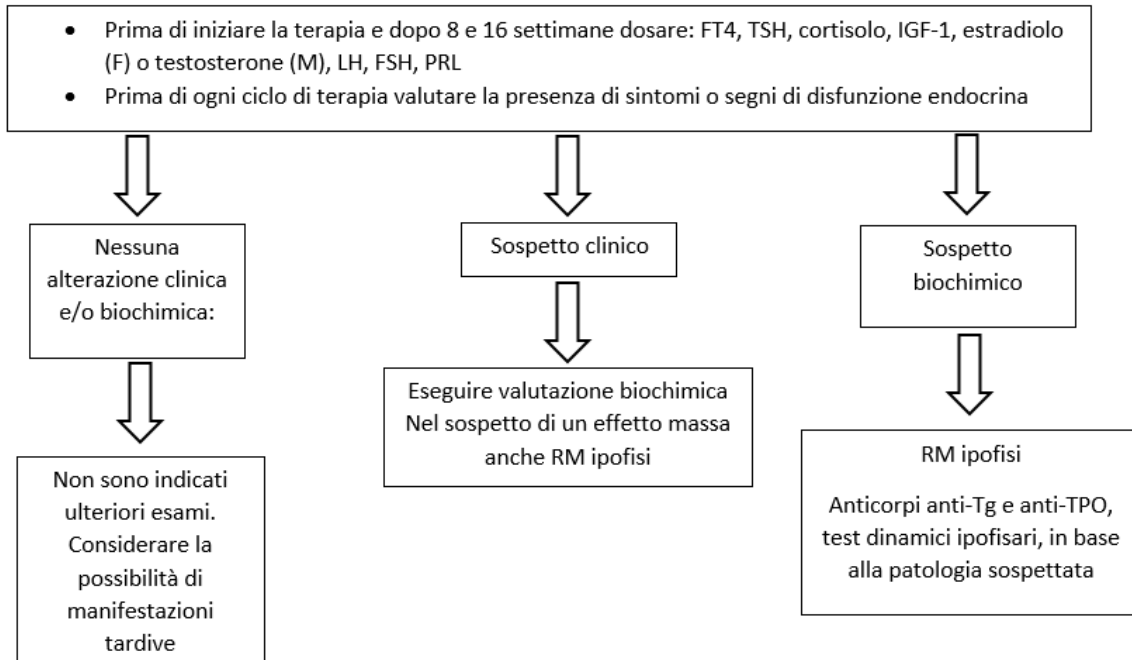 • Prima di iniziare la terapia e dopo 8 e 16 settimane dosare: FT4, TSH, cortisolo, IGF-1, estradiolo
(F) o testosterone (M), LH, FSH, PRL
• Prima di ogni ciclo di terapia valutare la presenza di sintomi o segni di disfunzione endocrina
Nessuna
alterazione clinica
e/o biochimica:
Non sono indicati
ulteriori esami.
Considerare la
possibilità di
manifestazioni
tardive
Sospetto clinico
Eseguire valutazione biochimica
Nel sospetto di un effetto massa
anche RM ipofisi
Sospetto
biochimico
RM ipofisi
Anticorpi anti-Tg e anti-TPO,
test dinamici ipofisari, in base
alla patologia sospettata